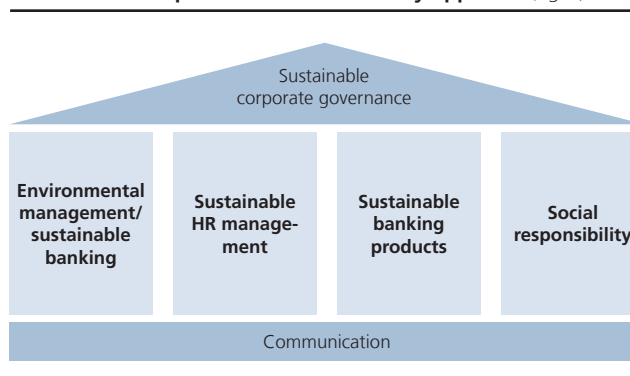 Sustainable
corporate governance
Environmental
management/
sustainable
banking
Sustainable
HR manage-
ment
Sustainable
banking
products
Social
responsibility
Communication